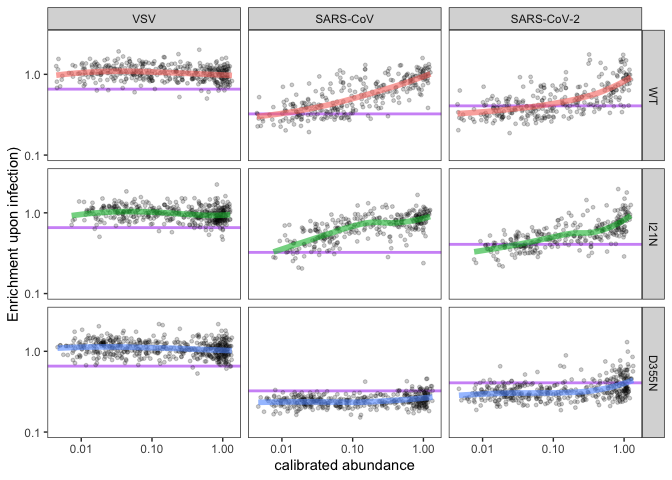 VSV SARS-CoV SARS-CoV-2
1.0
0.1
WT
1.0
0.1
I21N
1.0
0.1
D355N
0.01 0.10 1.00 0.01 0.10 1.00 0.01 0.10 1.00
calibrated abundance
Enrichment upon infection)